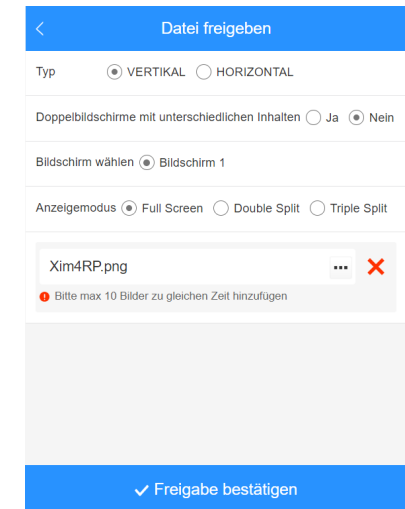 Datei freigeben
Typ VERTIKAL HORIZONTAL
Doppelbildschirme mit unterschiedlichen Inhalten Ja Nein
Bildschirm wählen Bildschirm 1
Anzeigemodus Full Screen Double Split Triple Split
Xim4RP.png
Bitte max 10 Bilder zu gleichen Zeit hinzufügen
Freigabe bestätigen